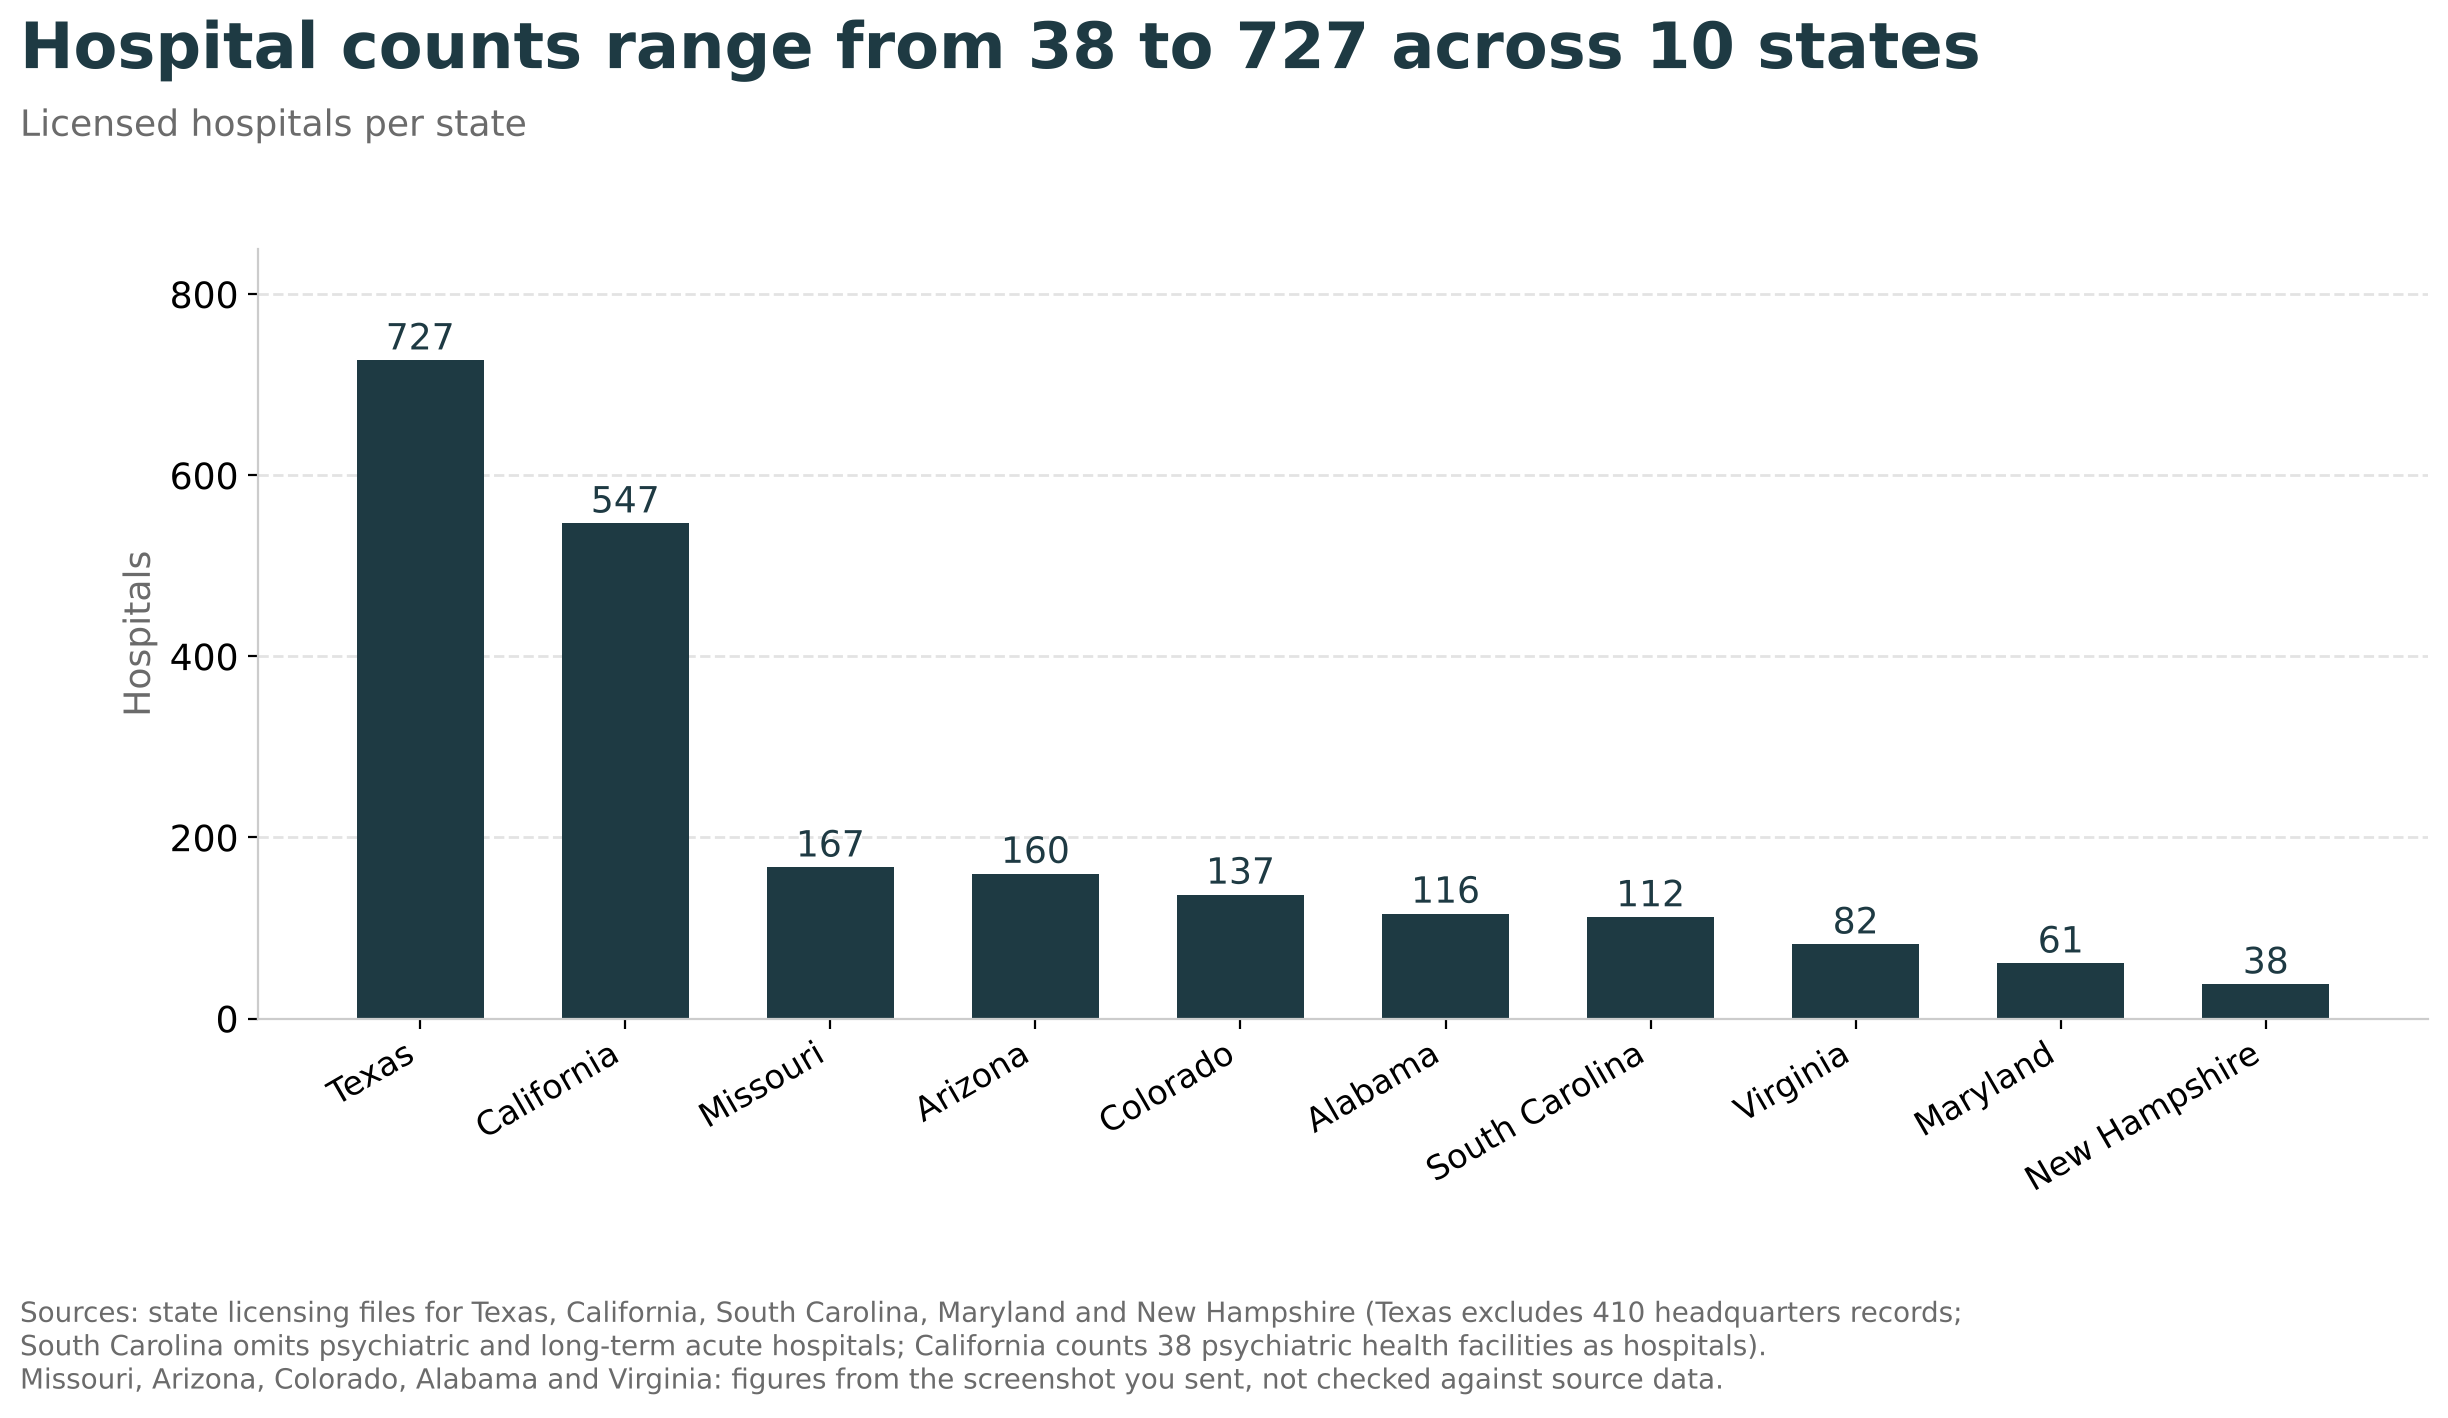 Hospital counts range from 38 to 727 across 10 states
Licensed hospitals per state
Hospitals
800
600
400
200
0
727
547
167
160
137
116
112
82
61
38
Texas
California
Missouri
Arizona
Colorado
Alabama
South Carolina
Virginia
Maryland
New Hampshire
Sources: state licensing files for Texas, California, South Carolina, Maryland and New Hampshire (Texas excludes 410 headquarters records;
South Carolina omits psychiatric and long-term acute hospitals; California counts 38 psychiatric health facilities as hospitals).
Missouri, Arizona, Colorado, Alabama and Virginia: figures from the screenshot you sent, not checked against source data.